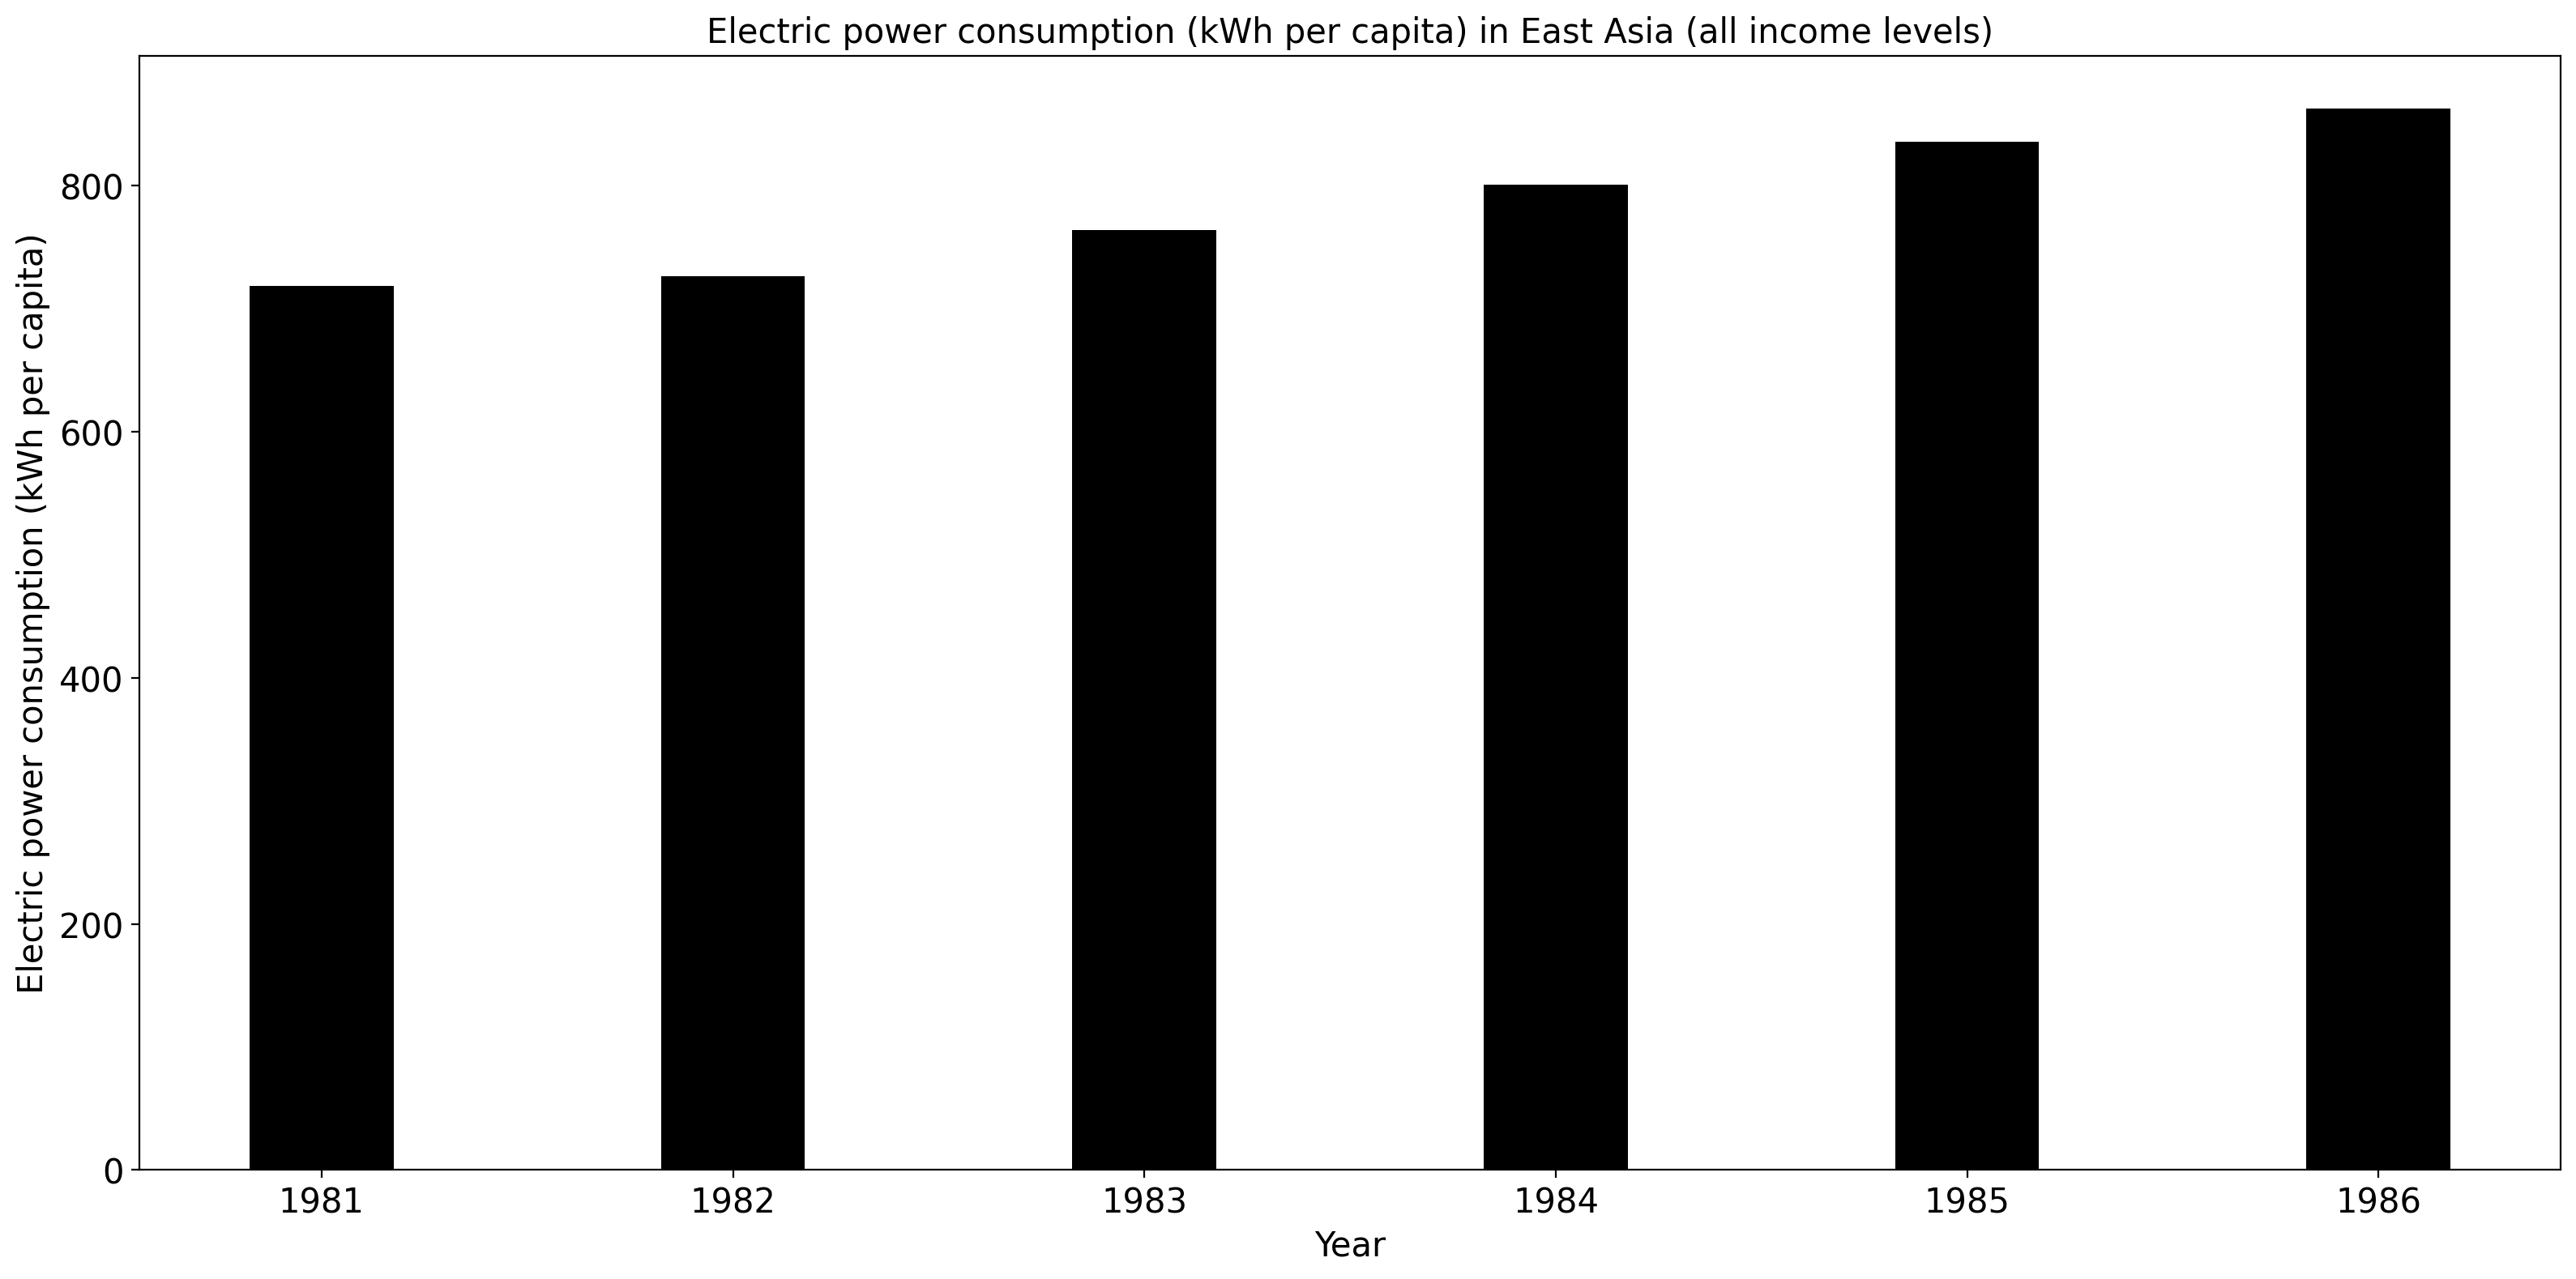 Electric power consumption (kWh per capita) in East Asia (all income levels)
Electric power consumption (kWh per capita)
800
600
400
200
0
1981 1982 1983 1984 1985 1986
Year